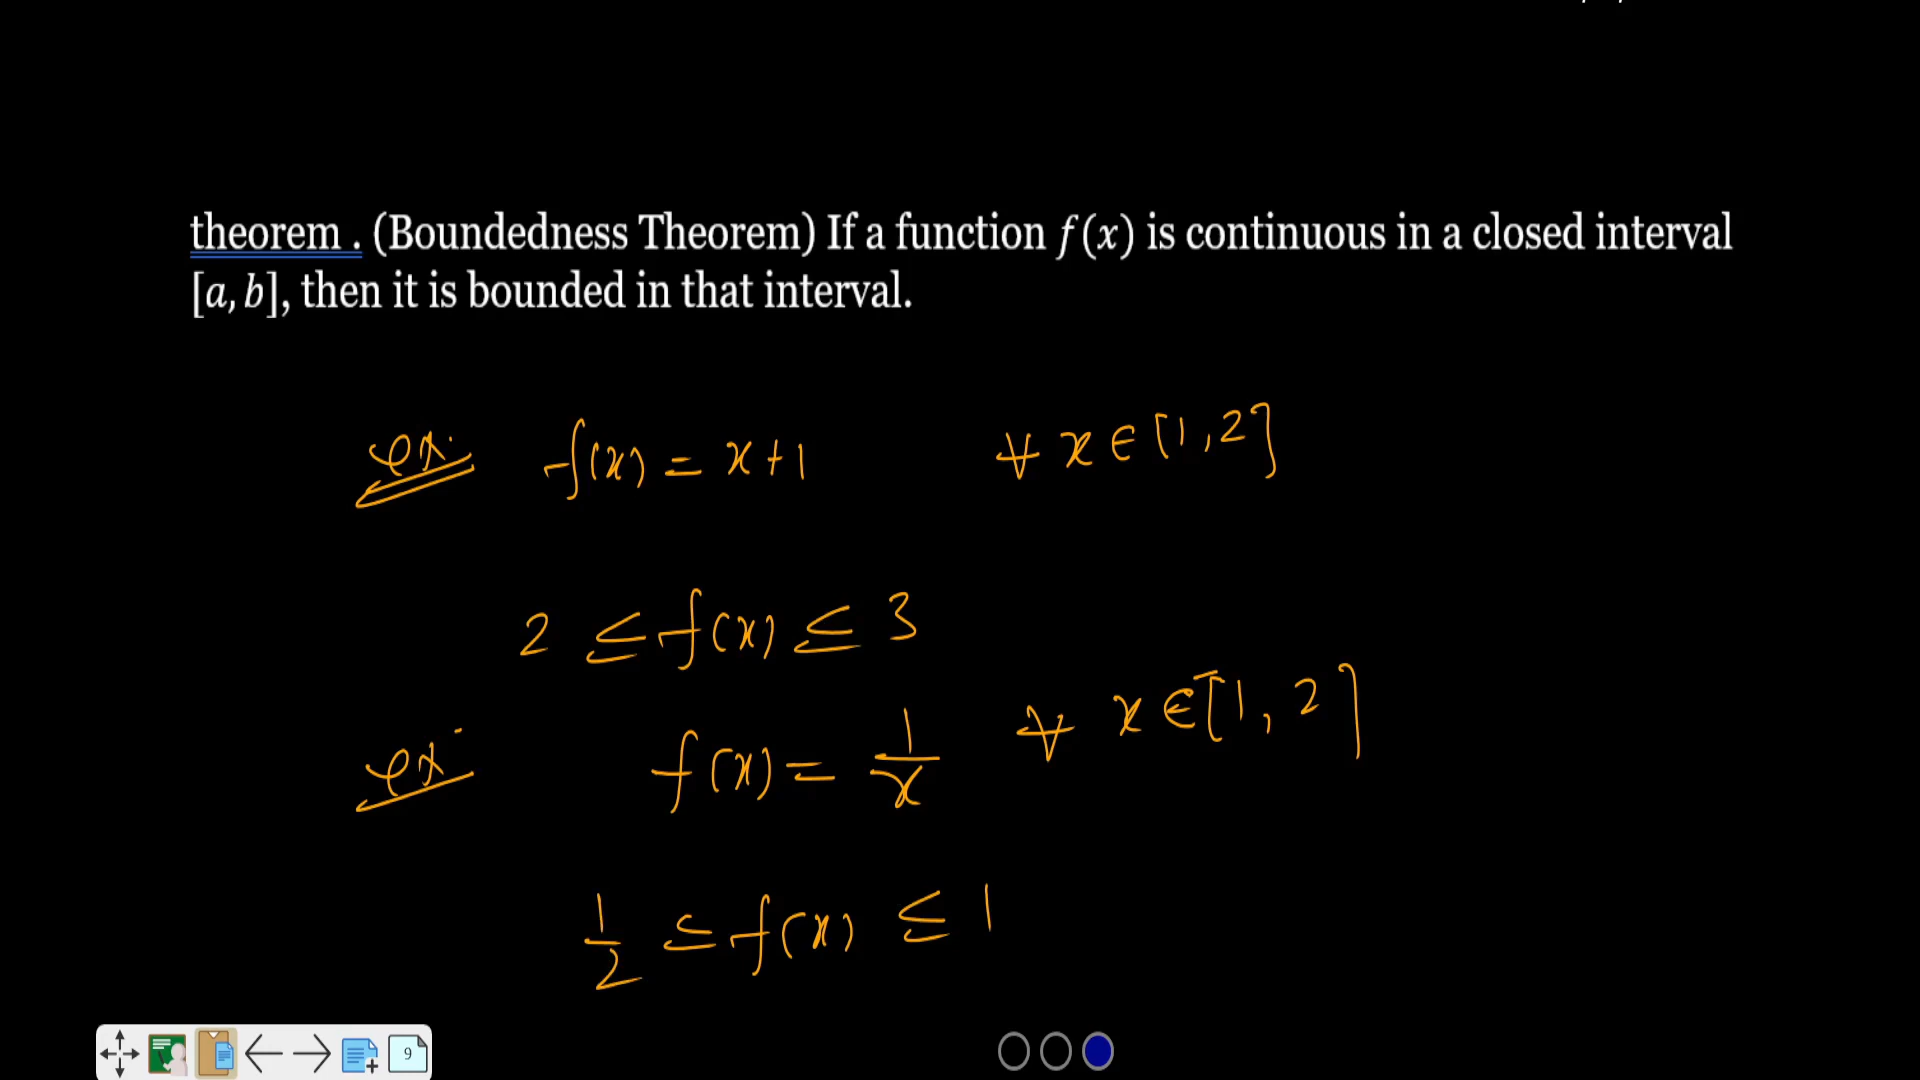 theorem . (Boundedness Theorem) If a function f(x) is continuous in a closed interval
[a, b], then it is bounded in that interval.
ex. f(x) = x+1 ∀ x ∈ [1,2]
2 ≤ f(x) ≤ 3
ex. f(x) = 1/x ∀ x ∈ [1, 2]
1/2 ≤ f(x) ≤ 1
9